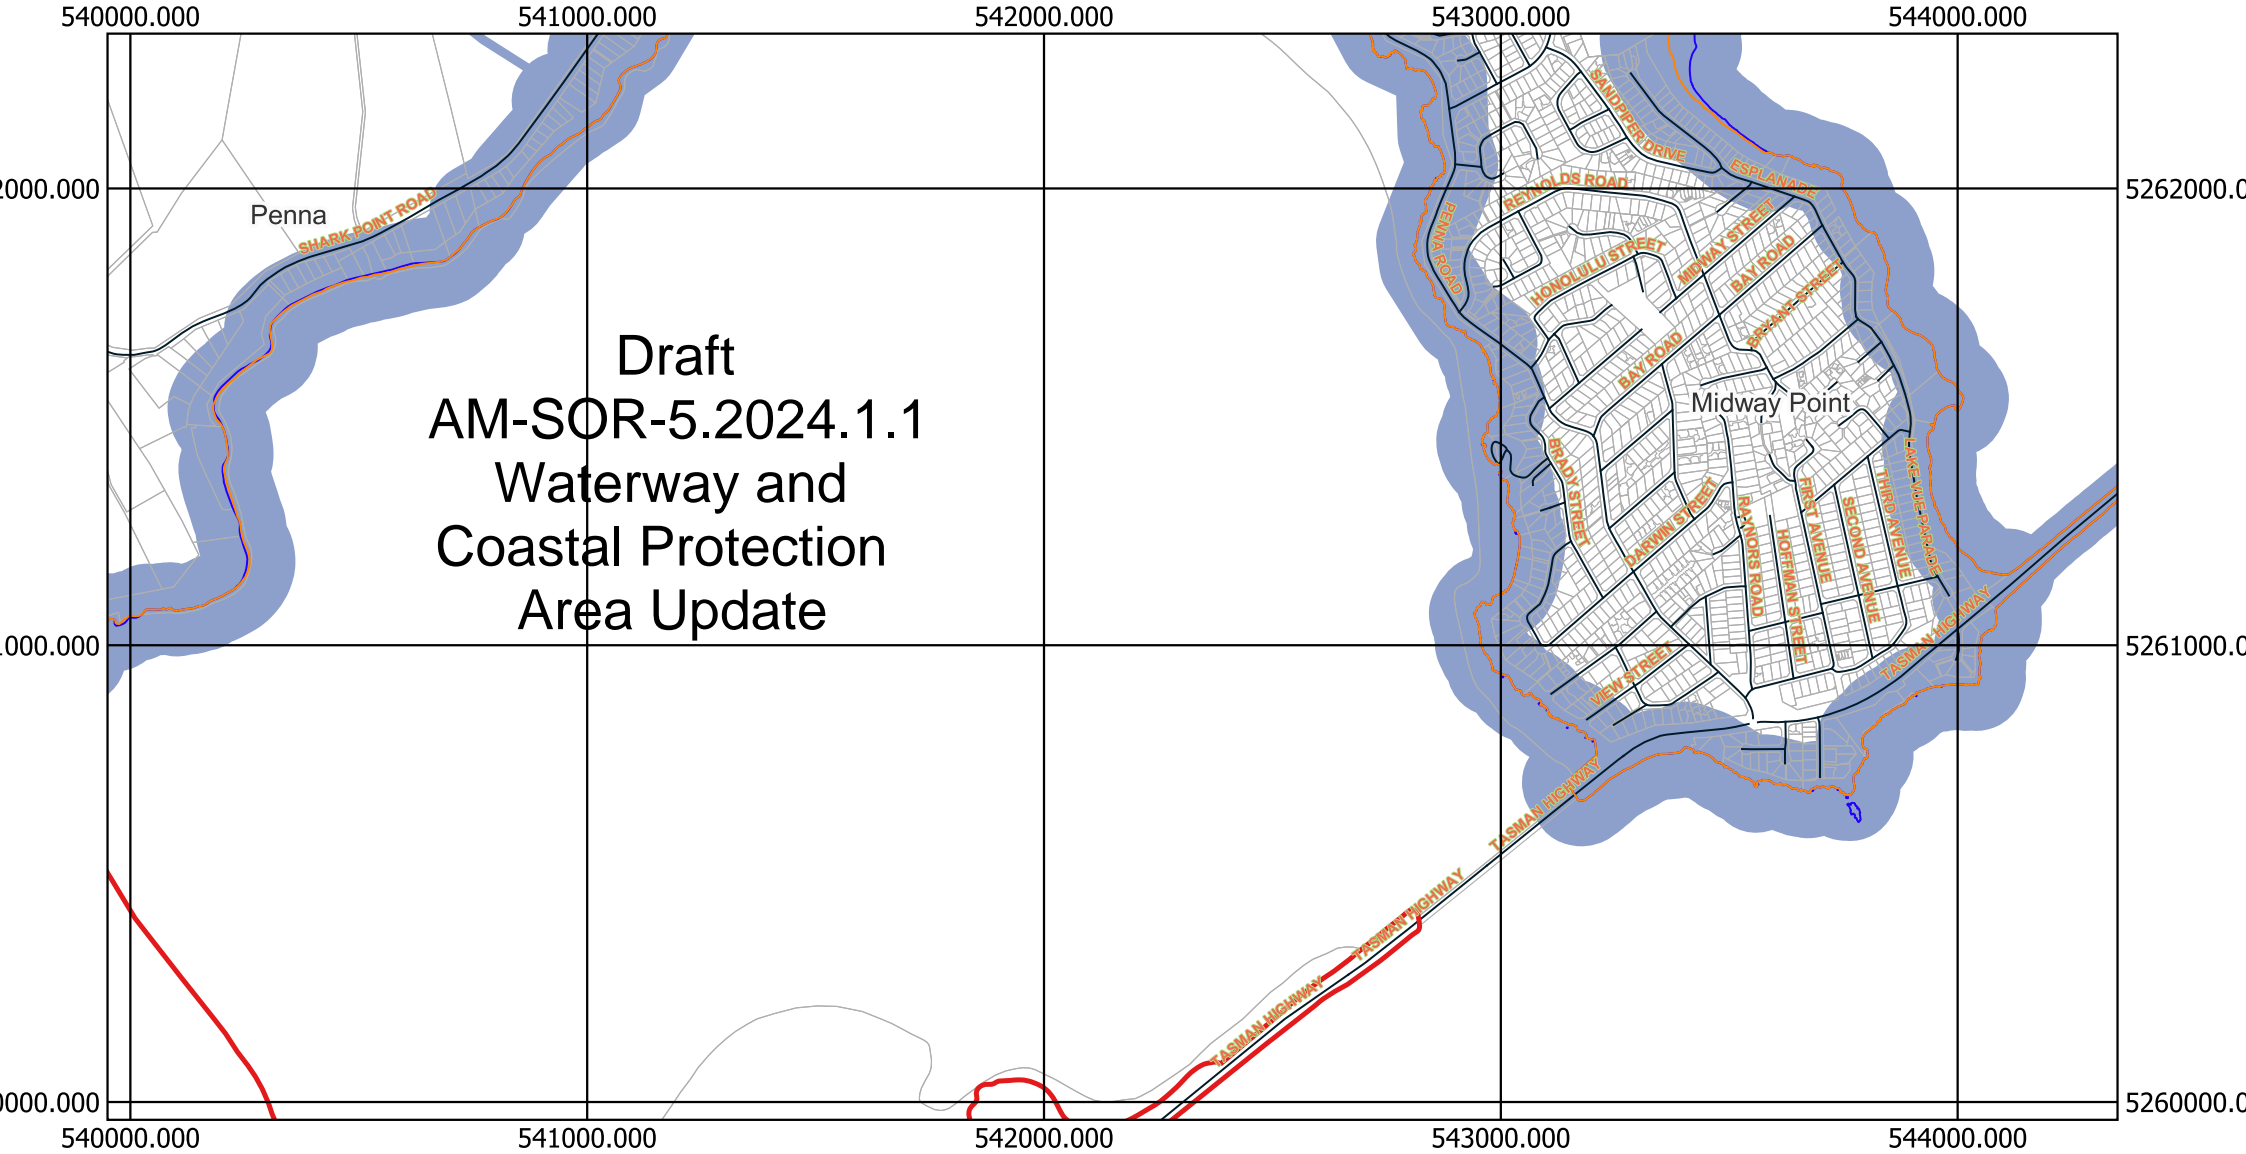 540000.000 541000.000 542000.000 543000.000 544000.000
SANDPIPER DRIVE
ESPLANADE
2000.000 5262000.0
REYNOLDS ROAD
Penna
SHARK POINT ROAD
PENNA ROAD
MIDWAY STREET
HONOLULU STREET
BAY ROAD
BRYANT STREET
Draft
AM-SOR-5.2024.1.1
Waterway and
Coastal Protection
Area Update
BAY ROAD
Midway Point
BRADY STREET
LAKE VUE PARADE
DARWIN STREET
RAYNORS ROAD
HOFFMAN STREET
FIRST AVENUE
SECOND AVENUE
THIRD AVENUE
TASMAN HIGHWAY
1000.000 5261000.0
VIEW STREET
TASMAN HIGHWAY
TASMAN HIGHWAY
TASMAN HIGHWAY
0000.000 5260000.0
540000.000 541000.000 542000.000 543000.000 544000.000